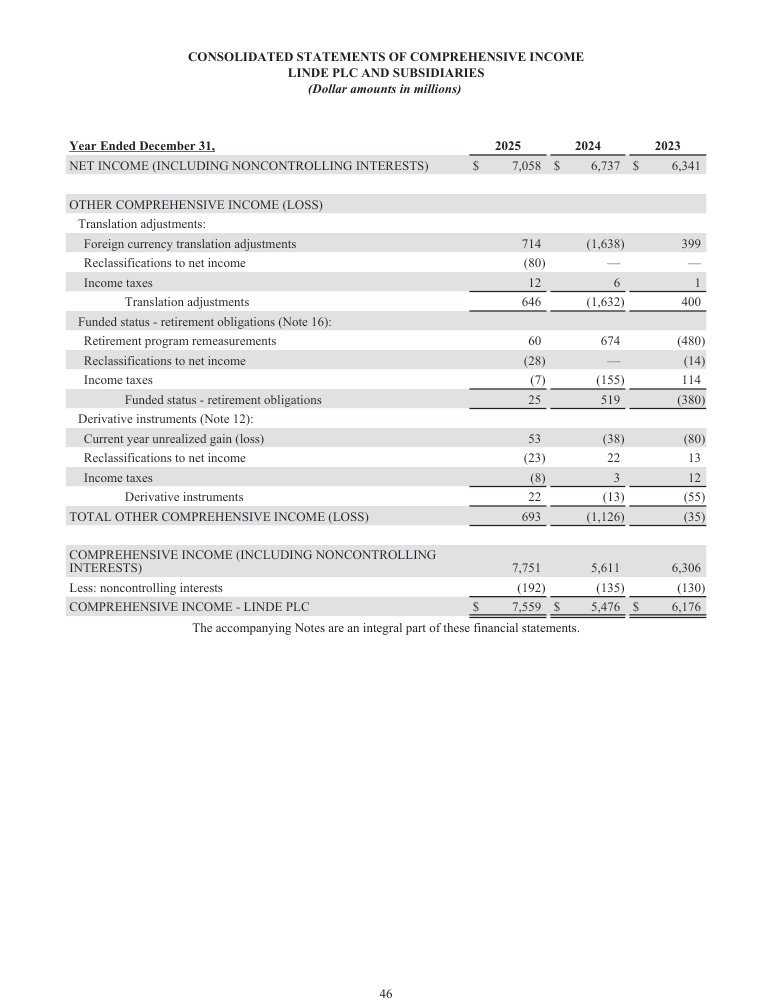 CONSOLIDATED STATEMENTS OF COMPREHENSIVE INCOME
LINDE PLC AND SUBSIDIARIES
(Dollar amounts in millions)
Year Ended December 31, 2025 2024 2023
NET INCOME (INCLUDING NONCONTROLLING INTERESTS) $ 7,058 $ 6,737 $ 6,341
OTHER COMPREHENSIVE INCOME (LOSS)
Translation adjustments:
Foreign currency translation adjustments 714 (1,638) 399
Reclassifications to net income (80) — —
Income taxes 12 6 1
Translation adjustments 646 (1,632) 400
Funded status - retirement obligations (Note 16):
Retirement program remeasurements 60 674 (480)
Reclassifications to net income (28) — (14)
Income taxes (7) (155) 114
Funded status - retirement obligations 25 519 (380)
Derivative instruments (Note 12):
Current year unrealized gain (loss) 53 (38) (80)
Reclassifications to net income (23) 22 13
Income taxes (8) 3 12
Derivative instruments 22 (13) (55)
TOTAL OTHER COMPREHENSIVE INCOME (LOSS) 693 (1,126) (35)
COMPREHENSIVE INCOME (INCLUDING NONCONTROLLING
INTERESTS) 7,751 5,611 6,306
Less: noncontrolling interests (192) (135) (130)
COMPREHENSIVE INCOME - LINDE PLC $ 7,559 $ 5,476 $ 6,176
The accompanying Notes are an integral part of these financial statements.
46